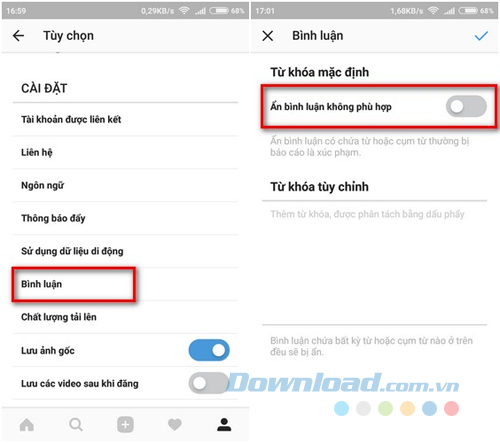 16:59 0,29KB/s 68%
Tùy chọn
CÀI ĐẶT
Tài khoản được liên kết
Liên hệ
Ngôn ngữ
Thông báo đẩy
Sử dụng dữ liệu di động
Bình luận
Chất lượng tải lên
Lưu ảnh gốc
Lưu các video sau khi đăng
17:01 1,68KB/s 68%
Bình luận
Từ khóa mặc định
Ẩn bình luận không phù hợp
Ẩn bình luận có chứa từ hoặc cụm từ thường bị
báo cáo là xúc phạm.
Từ khóa tùy chỉnh
Thêm từ khóa, được phân tách bằng dấu phẩy
Bình luận chứa bất kỳ từ hoặc cụm từ nào ở trên
đều sẽ bị ẩn.
Download.com.vn